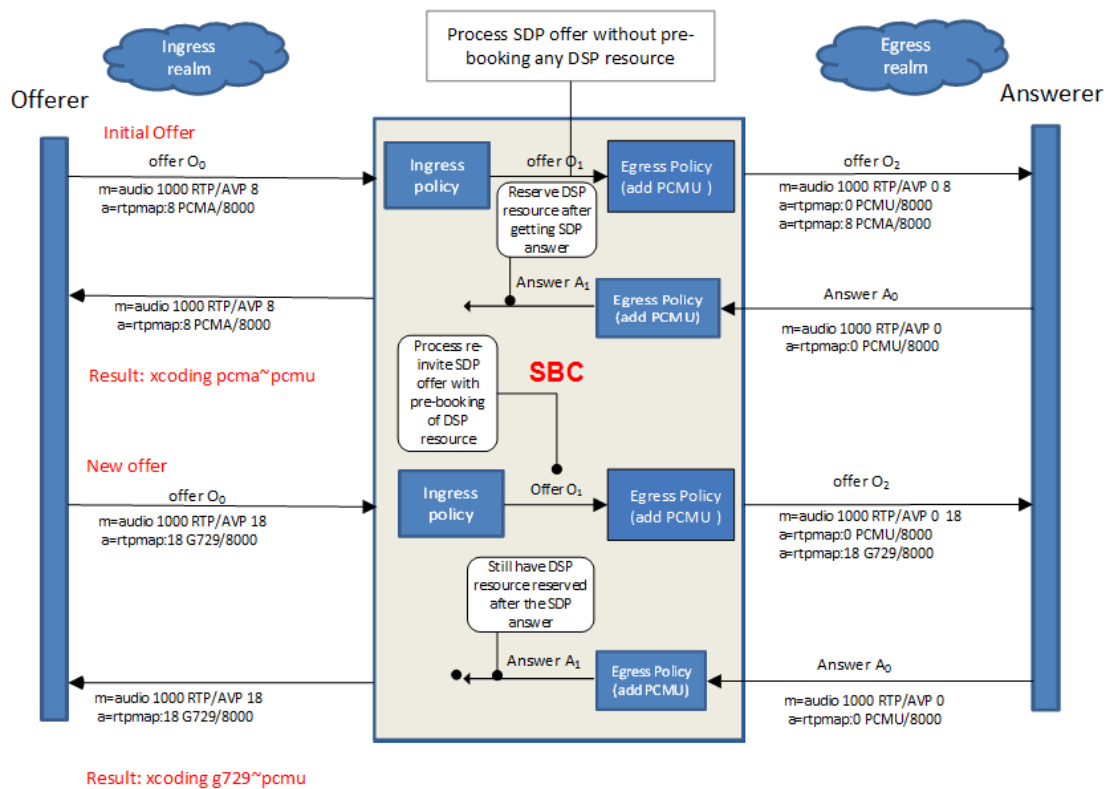 Process SDP offer without pre-
booking any DSP resource
Ingress
realm
Egress
realm
Offerer
Answerer
Initial Offer
offer O₀
m=audio 1000 RTP/AVP 8
a=rtpmap:8 PCMA/8000
Ingress
policy
offer O₁
Egress Policy
(add PCMU )
offer O₂
m=audio 1000 RTP/AVP 0 8
a=rtpmap:0 PCMU/8000
a=rtpmap:8 PCMA/8000
Reserve DSP
resource after
getting SDP
answer
Answer A₁
Egress Policy
(add PCMU)
Answer A₀
m=audio 1000 RTP/AVP 0
a=rtpmap:0 PCMU/8000
m=audio 1000 RTP/AVP 8
a=rtpmap:8 PCMA/8000
Result: xcoding pcma~pcmu
Process re-
invite SDP
offer with
pre-booking
of DSP
resource
SBC
New offer
offer O₀
m=audio 1000 RTP/AVP 18
a=rtpmap:18 G729/8000
Ingress
policy
Offer O₁
Egress Policy
(add PCMU )
offer O₂
m=audio 1000 RTP/AVP 0 18
a=rtpmap:0 PCMU/8000
a=rtpmap:18 G729/8000
Still have DSP
resource reserved
after the SDP
answer
Answer A₁
Egress Policy
(add PCMU)
Answer A₀
m=audio 1000 RTP/AVP 0
a=rtpmap:0 PCMU/8000
m=audio 1000 RTP/AVP 18
a=rtpmap:18 G729/8000
Result: xcoding g729~pcmu